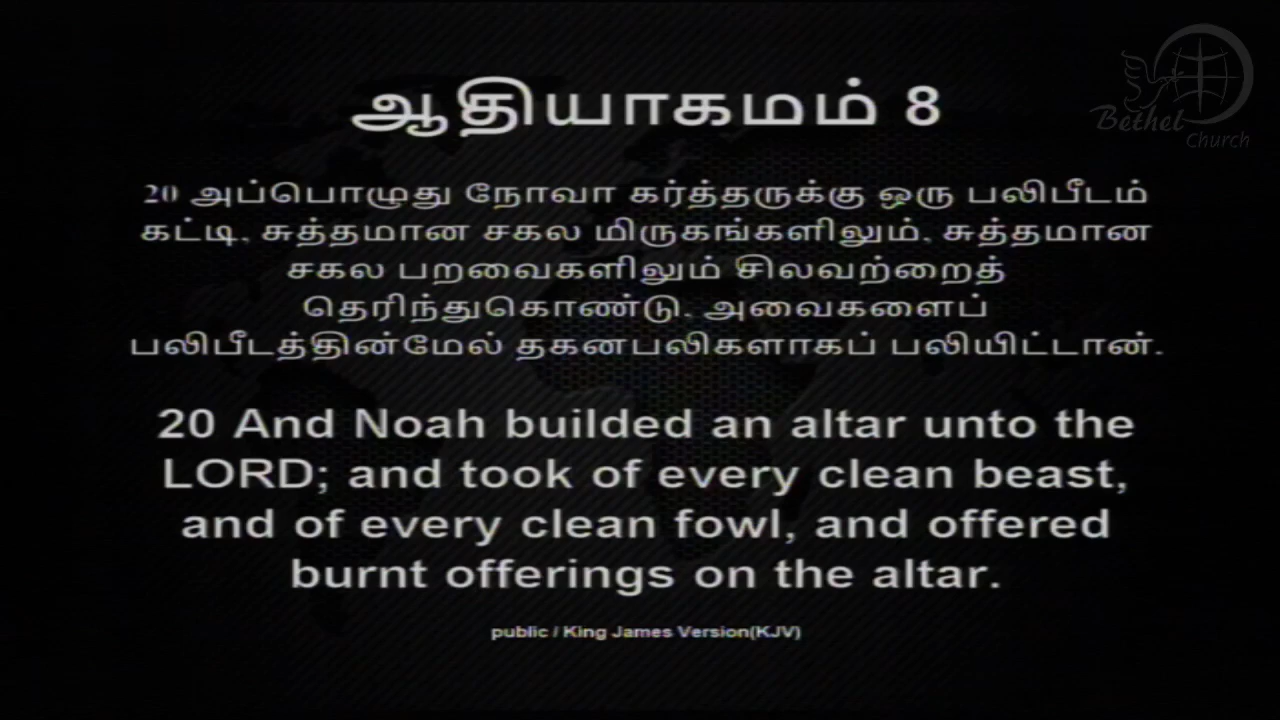 Bethel
Church
ஆதியாகமம் 8
20 அப்பொழுது நோவா கர்த்தருக்கு ஒரு பலிபீடம்
கட்டி, சுத்தமான சகல மிருகங்களிலும், சுத்தமான
சகல பறவைகளிலும் சிலவற்றைத்
தெரிந்துகொண்டு, அவைகளைப்
பலிபீடத்தின்மேல் தகனபலிகளாகப் பலியிட்டான்.
20 And Noah builded an altar unto the
LORD; and took of every clean beast,
and of every clean fowl, and offered
burnt offerings on the altar.
public / King James Version(KJV)